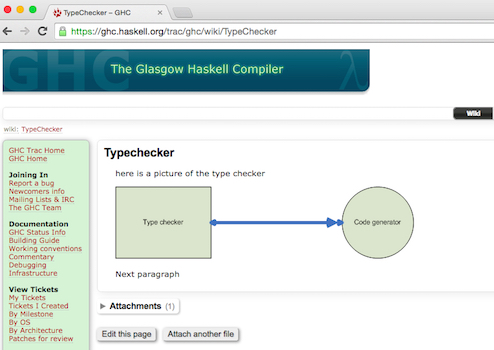 TypeChecker – GHC
https://ghc.haskell.org/trac/ghc/wiki/TypeChecker
GHC
The Glasgow Haskell Compiler
λ
Wiki
wiki: TypeChecker
GHC Trac Home
GHC Home
Joining In
Report a bug
Newcomers info
Mailing Lists & IRC
The GHC Team
Documentation
GHC Status Info
Building Guide
Working conventions
Commentary
Debugging
Infrastructure
View Tickets
My Tickets
Tickets I Created
By Milestone
By OS
By Architecture
Patches for review
Typechecker
here is a picture of the type checker
Type checker
Code generator
Next paragraph
Attachments (1)
Edit this page
Attach another file